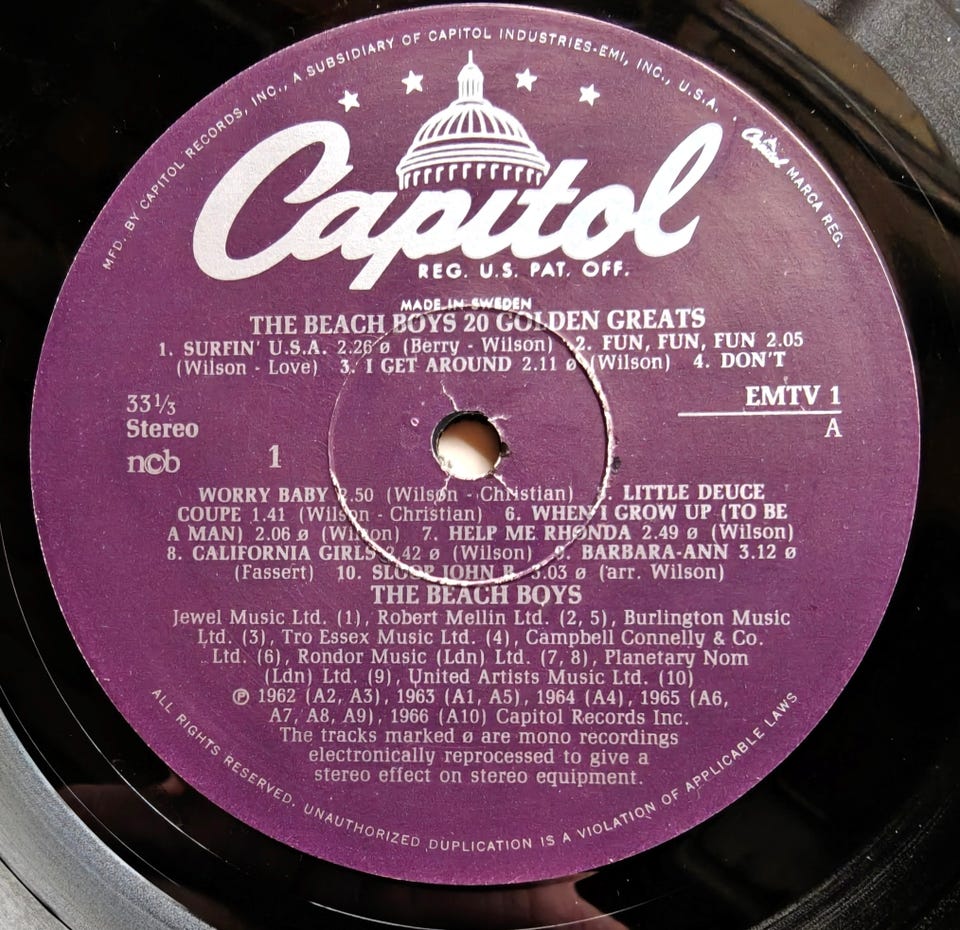 MFD. BY CAPITOL RECORDS, INC., A SUBSIDIARY OF CAPITOL INDUSTRIES-EMI, INC., U.S.A. Capitol MARCA REG.
Capitol
REG. U.S. PAT. OFF.
MADE IN SWEDEN
THE BEACH BOYS 20 GOLDEN GREATS
1. SURFIN' U.S.A. 2.26 ø (Berry - Wilson) 2. FUN, FUN, FUN 2.05
(Wilson - Love) 3. I GET AROUND 2.11 ø (Wilson) 4. DON'T
33⅓
Stereo
ncb
1
EMTV 1
A
WORRY BABY 2.50 (Wilson - Christian) 5. LITTLE DEUCE
COUPE 1.41 (Wilson - Christian) 6. WHEN I GROW UP (TO BE
A MAN) 2.06 ø (Wilson) 7. HELP ME RHONDA 2.49 ø (Wilson)
8. CALIFORNIA GIRLS 2.42 ø (Wilson) 9. BARBARA-ANN 3.12 ø
(Fassert) 10. SLOOP JOHN B. 3.03 ø (arr. Wilson)
THE BEACH BOYS
Jewel Music Ltd. (1), Robert Mellin Ltd. (2, 5), Burlington Music
Ltd. (3), Tro Essex Music Ltd. (4), Campbell Connelly & Co.
Ltd. (6), Rondor Music (Ldn) Ltd. (7, 8), Planetary Nom
(Ldn) Ltd. (9), United Artists Music Ltd. (10)
℗ 1962 (A2, A3), 1963 (A1, A5), 1964 (A4), 1965 (A6,
A7, A8, A9), 1966 (A10) Capitol Records Inc.
The tracks marked ø are mono recordings
electronically reprocessed to give a
stereo effect on stereo equipment.
ALL RIGHTS RESERVED. UNAUTHORIZED DUPLICATION IS A VIOLATION OF APPLICABLE LAWS